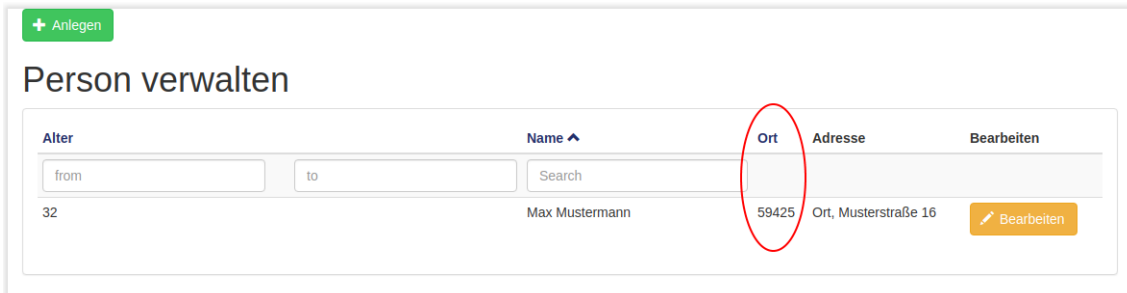 Anlegen
Person verwalten
Alter Name Ort Adresse Bearbeiten
from to Search
32 Max Mustermann 59425 Ort, Musterstraße 16 Bearbeiten